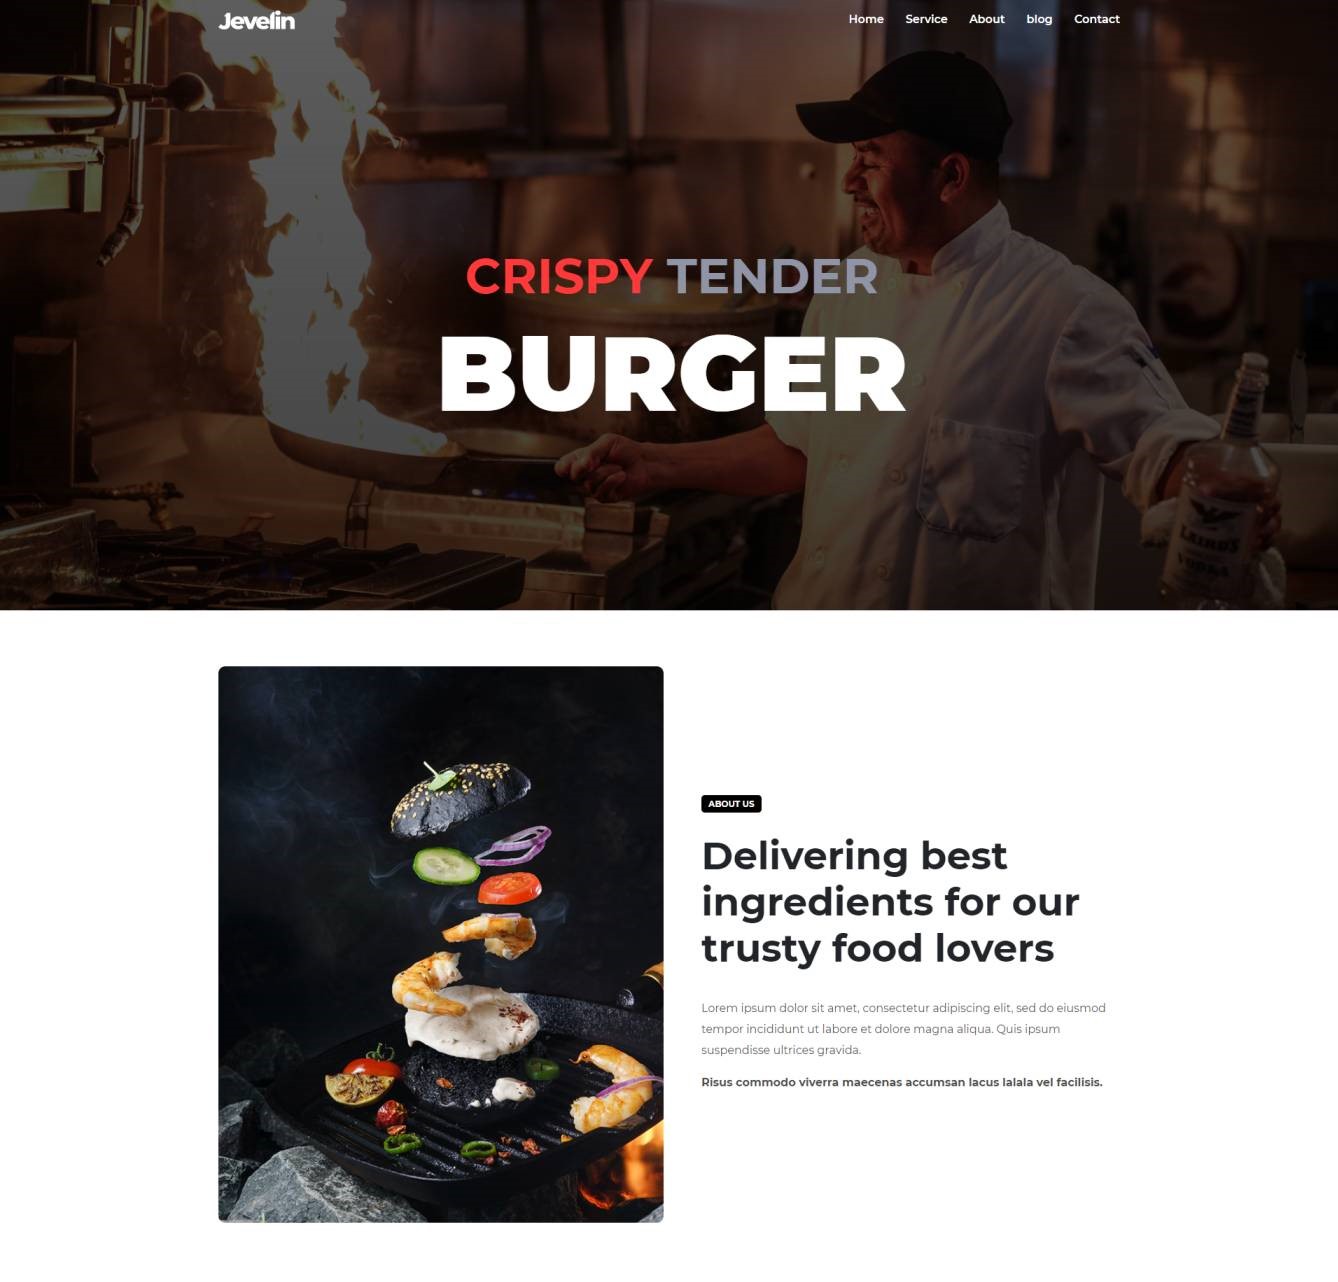 Jevelin
Home Service About blog Contact
CRISPY TENDER
BURGER
LAIRD'S
VODKA
ABOUT US
Delivering best
ingredients for our
trusty food lovers
Lorem ipsum dolor sit amet, consectetur adipiscing elit, sed do eiusmod
tempor incididunt ut labore et dolore magna aliqua. Quis ipsum
suspendisse ultrices gravida.
Risus commodo viverra maecenas accumsan lacus lalala vel facilisis.